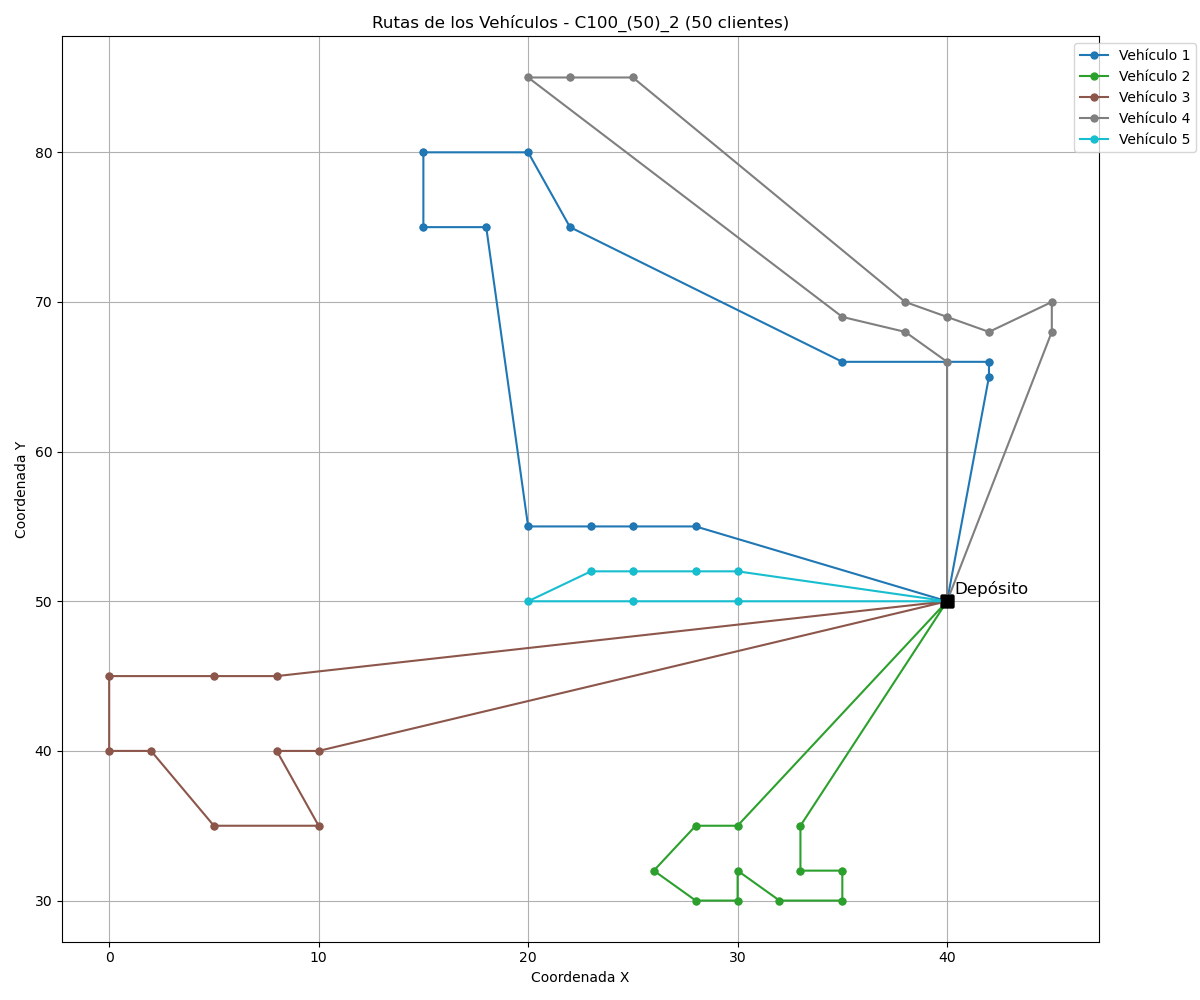 Rutas de los Vehículos - C100_(50)_2 (50 clientes)
Vehículo 1
Vehículo 2
Vehículo 3
Vehículo 4
Vehículo 5
80
70
60
50
40
30
Coordenada Y
Depósito
0 10 20 30 40
Coordenada X